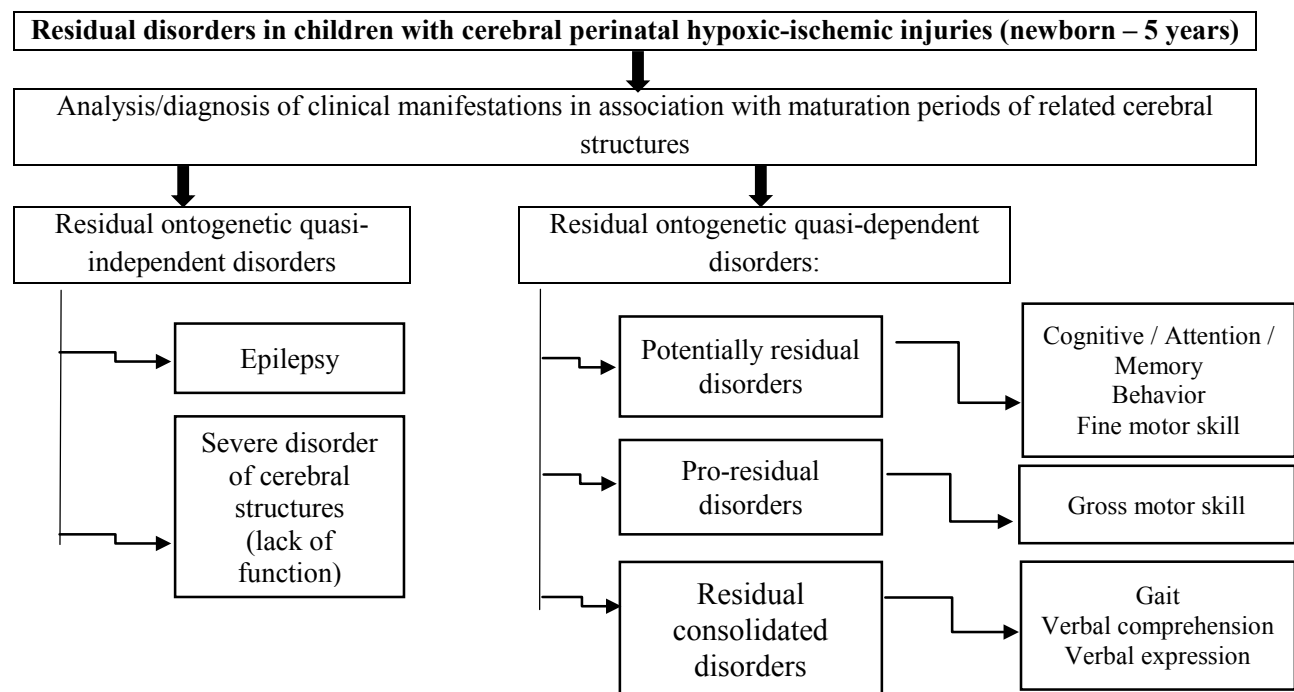 Residual disorders in children with cerebral perinatal hypoxic-ischemic injuries (newborn – 5 years)
Analysis/diagnosis of clinical manifestations in association with maturation periods of related cerebral
structures
Residual ontogenetic quasi-
independent disorders
Epilepsy
Severe disorder
of cerebral
structures
(lack of
function)
Residual ontogenetic quasi-dependent
disorders:
Potentially residual
disorders
Cognitive / Attention /
Memory
Behavior
Fine motor skill
Pro-residual
disorders
Gross motor skill
Residual
consolidated
disorders
Gait
Verbal comprehension
Verbal expression